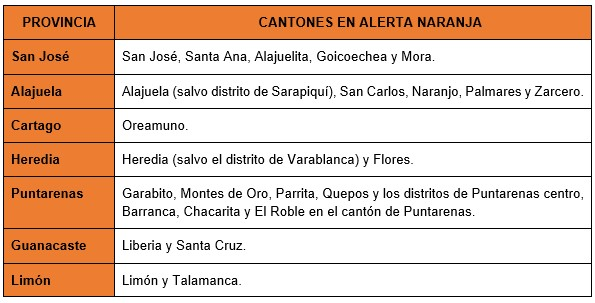 PROVINCIA CANTONES EN ALERTA NARANJA
San José San José, Santa Ana, Alajuelita, Goicoechea y Mora.
Alajuela Alajuela (salvo distrito de Sarapiquí), San Carlos, Naranjo, Palmares y Zarcero.
Cartago Oreamuno.
Heredia Heredia (salvo el distrito de Varablanca) y Flores.
Puntarenas Garabito, Montes de Oro, Parrita, Quepos y los distritos de Puntarenas centro,
Barranca, Chacarita y El Roble en el cantón de Puntarenas.
Guanacaste Liberia y Santa Cruz.
Limón Limón y Talamanca.